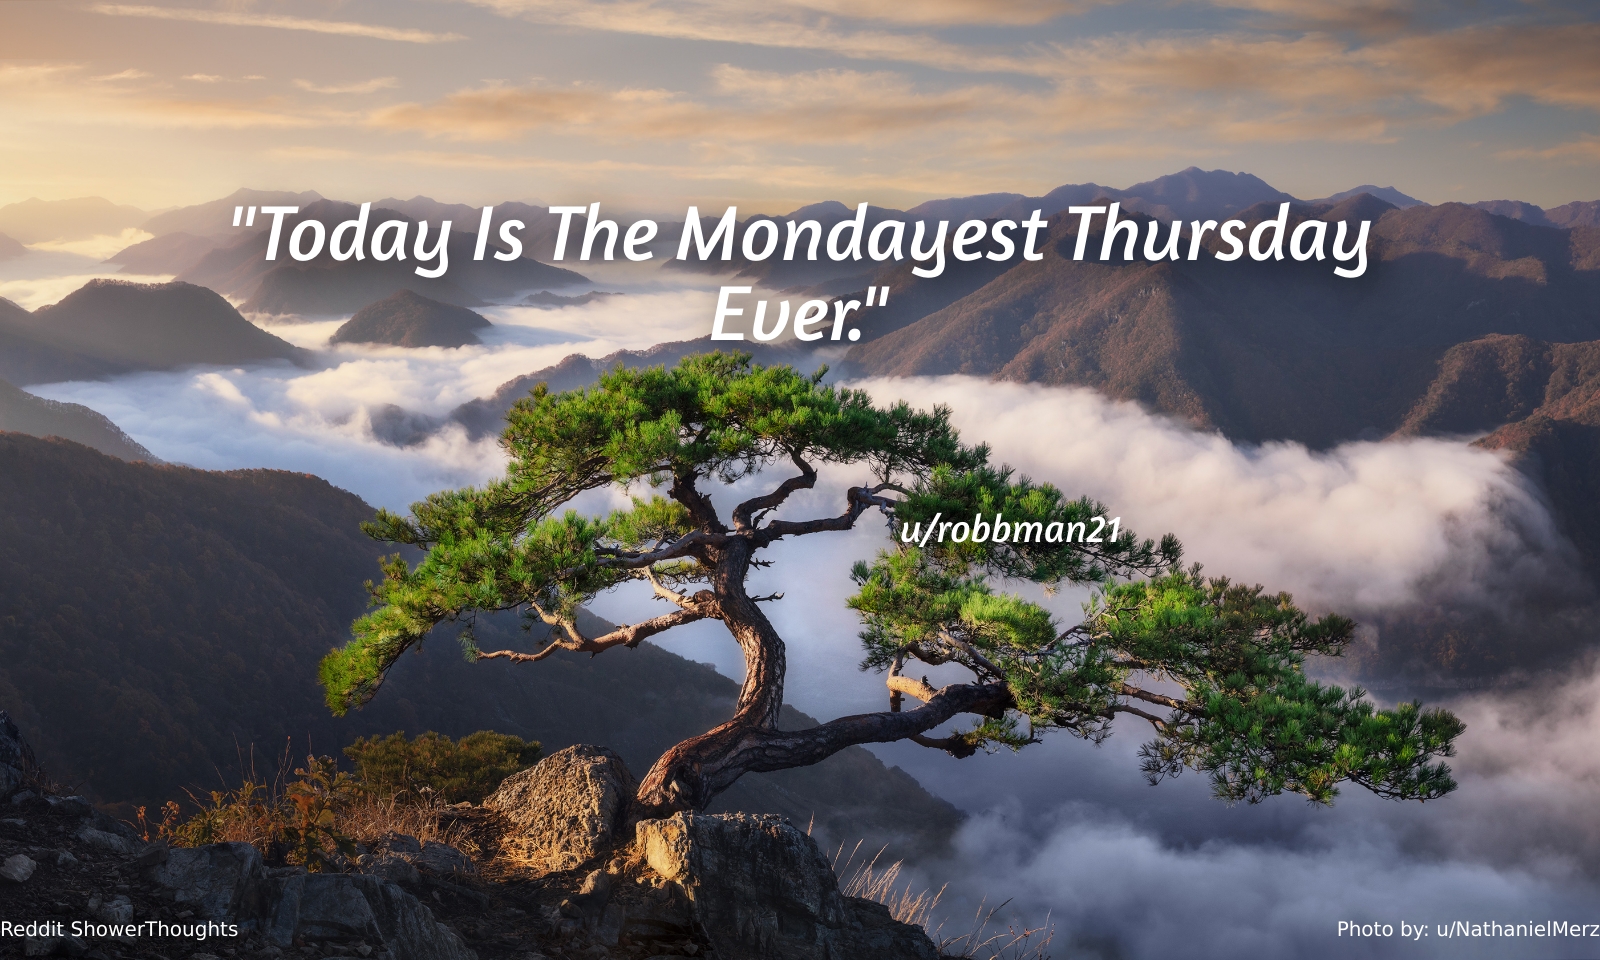 "Today Is The Mondayest Thursday
Ever."
u/robbman21
Reddit ShowerThoughts
Photo by: u/NathanielMerz